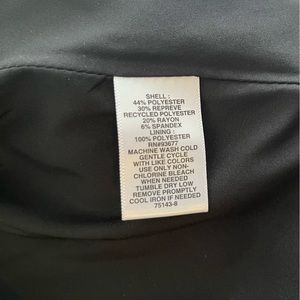 SHELL :
44% POLYESTER
30% REPREVE
RECYCLED POLYESTER
20% RAYON
6% SPANDEX
LINING :
100% POLYESTER
RN#93677
MACHINE WASH COLD
GENTLE CYCLE
WITH LIKE COLORS
USE ONLY NON-
CHLORINE BLEACH
WHEN NEEDED
TUMBLE DRY LOW
REMOVE PROMPTLY
COOL IRON IF NEEDED
75143-8